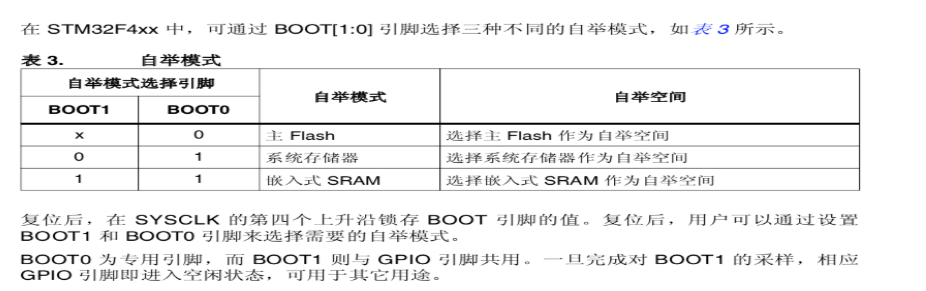 在 STM32F4xx 中，可通过 BOOT[1:0] 引脚选择三种不同的自举模式，如表 3 所示。
表 3. 自举模式
自举模式选择引脚 自举模式 自举空间
BOOT1 BOOT0
x 0 主 Flash 选择主 Flash 作为自举空间
0 1 系统存储器 选择系统存储器作为自举空间
1 1 嵌入式 SRAM 选择嵌入式 SRAM 作为自举空间
复位后，在 SYSCLK 的第四个上升沿锁存 BOOT 引脚的值。复位后，用户可以通过设置
BOOT1 和 BOOT0 引脚来选择需要的自举模式。
BOOT0 为专用引脚，而 BOOT1 则与 GPIO 引脚共用。一旦完成对 BOOT1 的采样，相应
GPIO 引脚即进入空闲状态，可用于其它用途。